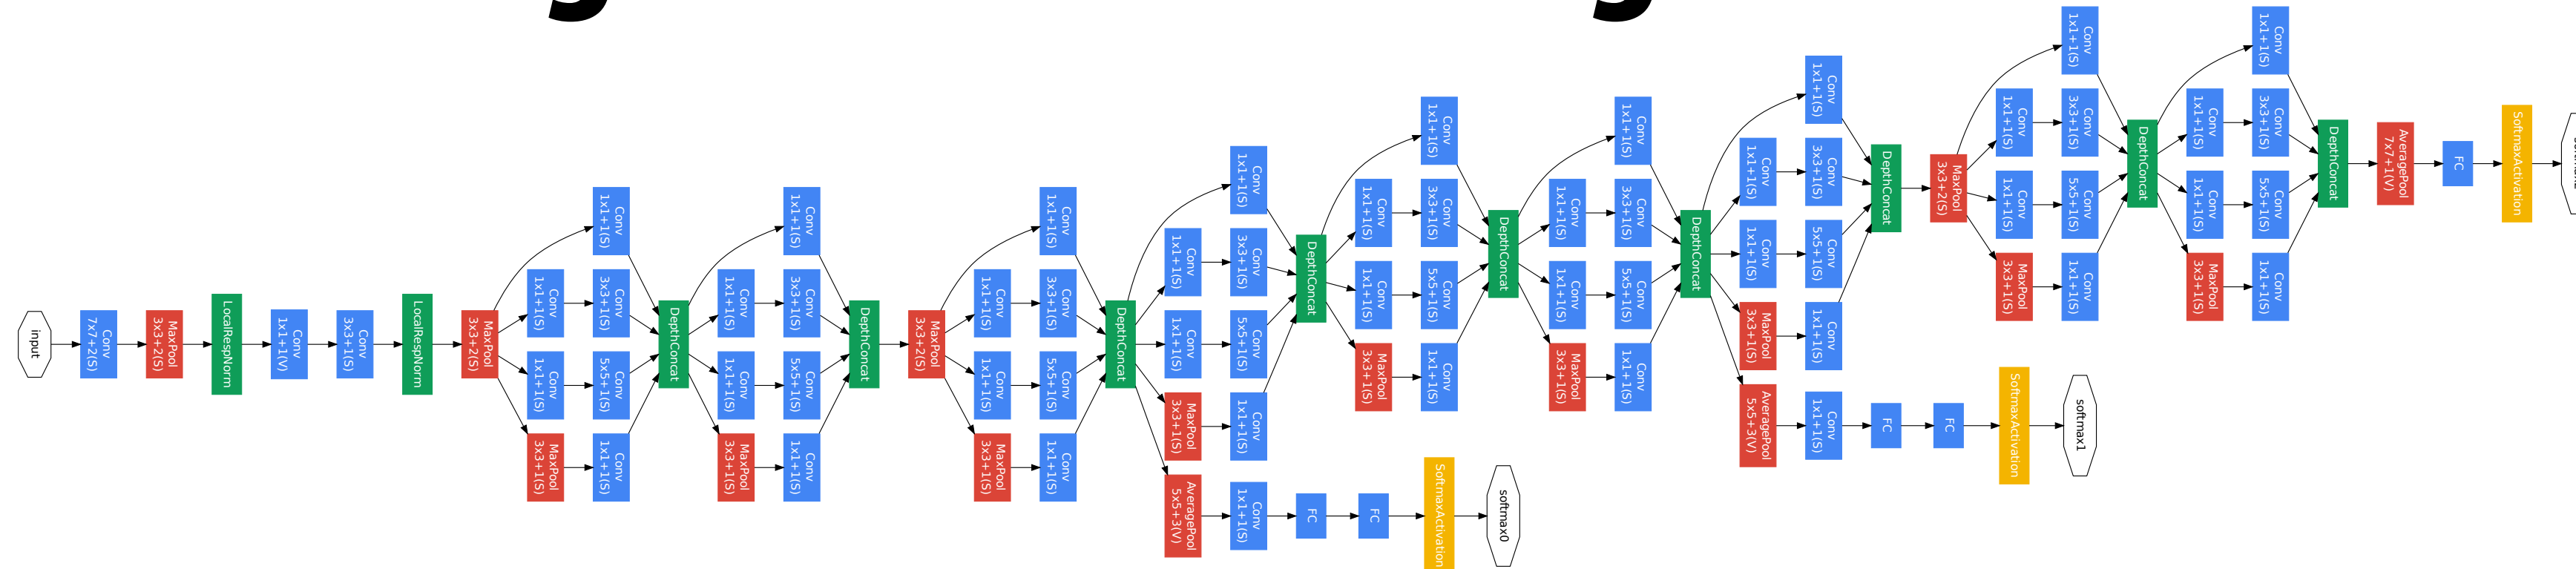 input
Conv
7x7+2(S)
MaxPool
3x3+2(S)
LocalRespNorm
Conv
1x1+1(V)
Conv
3x3+1(S)
LocalRespNorm
MaxPool
3x3+2(S)
Conv
1x1+1(S)
Conv
1x1+1(S)
MaxPool
3x3+1(S)
Conv
1x1+1(S)
Conv
3x3+1(S)
Conv
5x5+1(S)
Conv
1x1+1(S)
DepthConcat
Conv
1x1+1(S)
Conv
1x1+1(S)
MaxPool
3x3+1(S)
Conv
1x1+1(S)
Conv
3x3+1(S)
Conv
5x5+1(S)
Conv
1x1+1(S)
DepthConcat
MaxPool
3x3+2(S)
Conv
1x1+1(S)
Conv
1x1+1(S)
MaxPool
3x3+1(S)
Conv
1x1+1(S)
Conv
3x3+1(S)
Conv
5x5+1(S)
Conv
1x1+1(S)
DepthConcat
Conv
1x1+1(S)
Conv
1x1+1(S)
MaxPool
3x3+1(S)
AveragePool
5x5+3(V)
Conv
1x1+1(S)
Conv
3x3+1(S)
Conv
5x5+1(S)
Conv
1x1+1(S)
Conv
1x1+1(S)
DepthConcat
FC
FC
SoftmaxActivation
softmax0
Conv
1x1+1(S)
Conv
1x1+1(S)
MaxPool
3x3+1(S)
Conv
1x1+1(S)
Conv
3x3+1(S)
Conv
5x5+1(S)
Conv
1x1+1(S)
DepthConcat
Conv
1x1+1(S)
Conv
1x1+1(S)
MaxPool
3x3+1(S)
Conv
1x1+1(S)
Conv
3x3+1(S)
Conv
5x5+1(S)
Conv
1x1+1(S)
DepthConcat
Conv
1x1+1(S)
Conv
1x1+1(S)
MaxPool
3x3+1(S)
AveragePool
5x5+3(V)
Conv
1x1+1(S)
Conv
3x3+1(S)
Conv
5x5+1(S)
Conv
1x1+1(S)
Conv
1x1+1(S)
DepthConcat
FC
FC
SoftmaxActivation
softmax1
MaxPool
3x3+2(S)
Conv
1x1+1(S)
Conv
1x1+1(S)
MaxPool
3x3+1(S)
Conv
1x1+1(S)
Conv
3x3+1(S)
Conv
5x5+1(S)
Conv
1x1+1(S)
DepthConcat
Conv
1x1+1(S)
Conv
1x1+1(S)
MaxPool
3x3+1(S)
Conv
1x1+1(S)
Conv
3x3+1(S)
Conv
5x5+1(S)
Conv
1x1+1(S)
DepthConcat
AveragePool
7x7+1(V)
FC
SoftmaxActivation